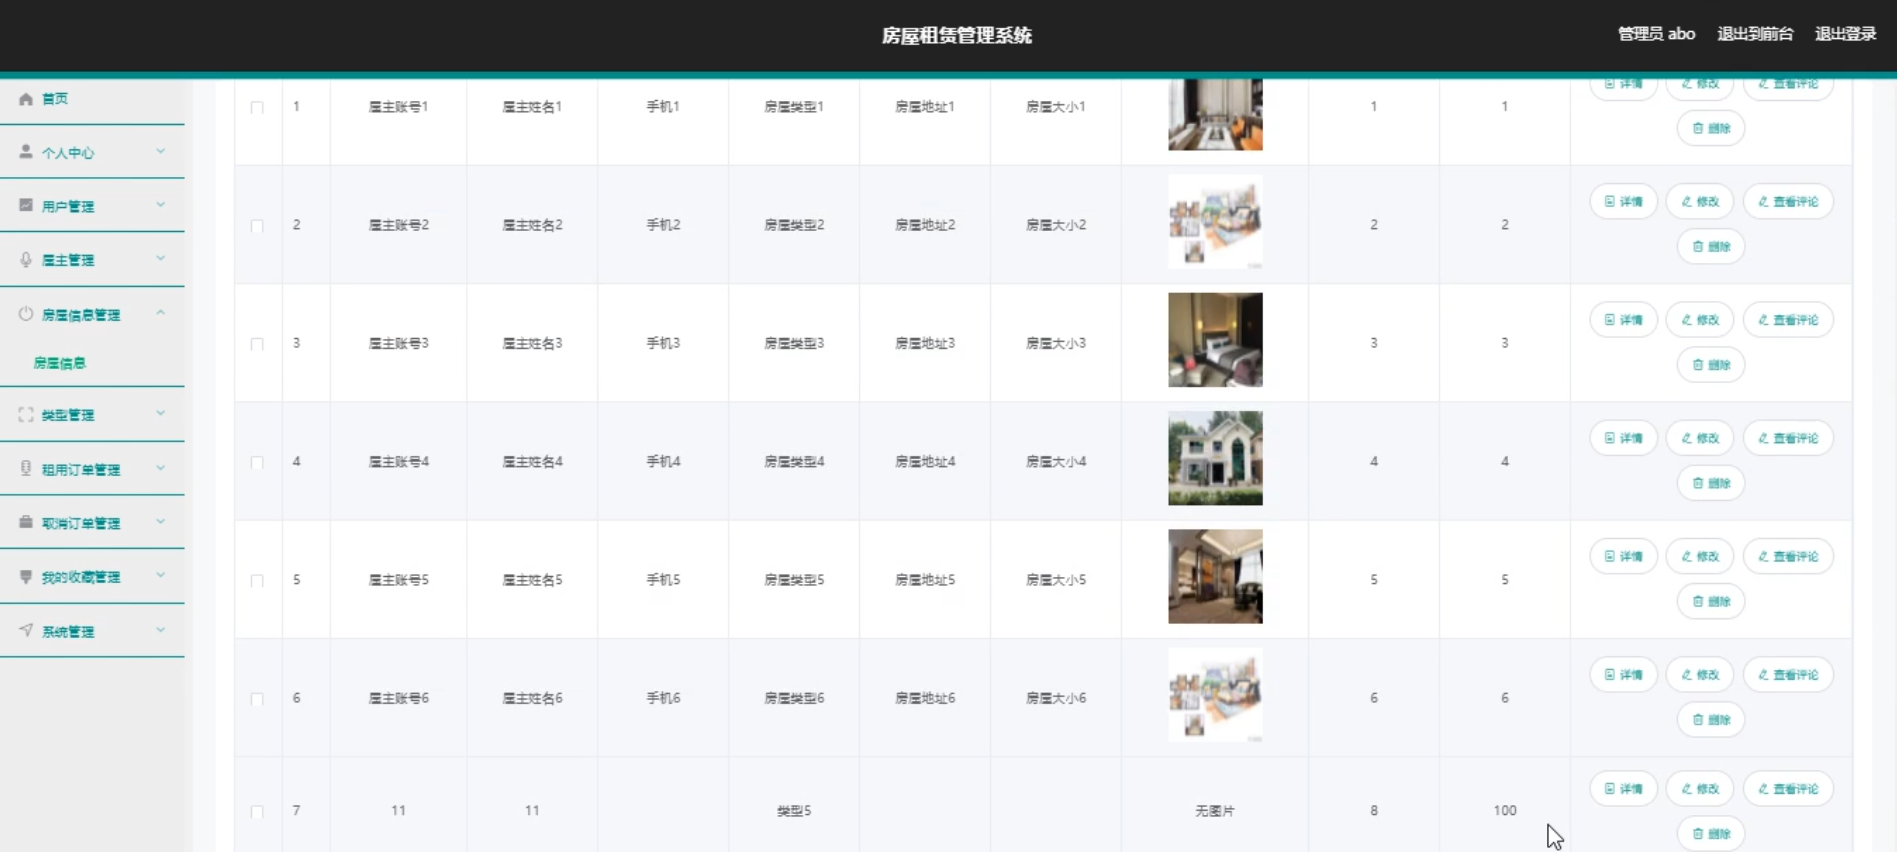 房屋租赁管理系统
管理员 abo 退出到前台 退出登录
首页
个人中心
用户管理
屋主管理
房屋信息管理
房屋信息
类型管理
租用订单管理
取消订单管理
我的收藏管理
系统管理
1 屋主账号1 屋主姓名1 手机1 房屋类型1 房屋地址1 房屋大小1 1 1 详情 修改 查看评论
删除
2 屋主账号2 屋主姓名2 手机2 房屋类型2 房屋地址2 房屋大小2 2 2 详情 修改 查看评论
删除
3 屋主账号3 屋主姓名3 手机3 房屋类型3 房屋地址3 房屋大小3 3 3 详情 修改 查看评论
删除
4 屋主账号4 屋主姓名4 手机4 房屋类型4 房屋地址4 房屋大小4 4 4 详情 修改 查看评论
删除
5 屋主账号5 屋主姓名5 手机5 房屋类型5 房屋地址5 房屋大小5 5 5 详情 修改 查看评论
删除
6 屋主账号6 屋主姓名6 手机6 房屋类型6 房屋地址6 房屋大小6 6 6 详情 修改 查看评论
删除
7 11 11 类型5 无图片 8 100 详情 修改 查看评论
删除